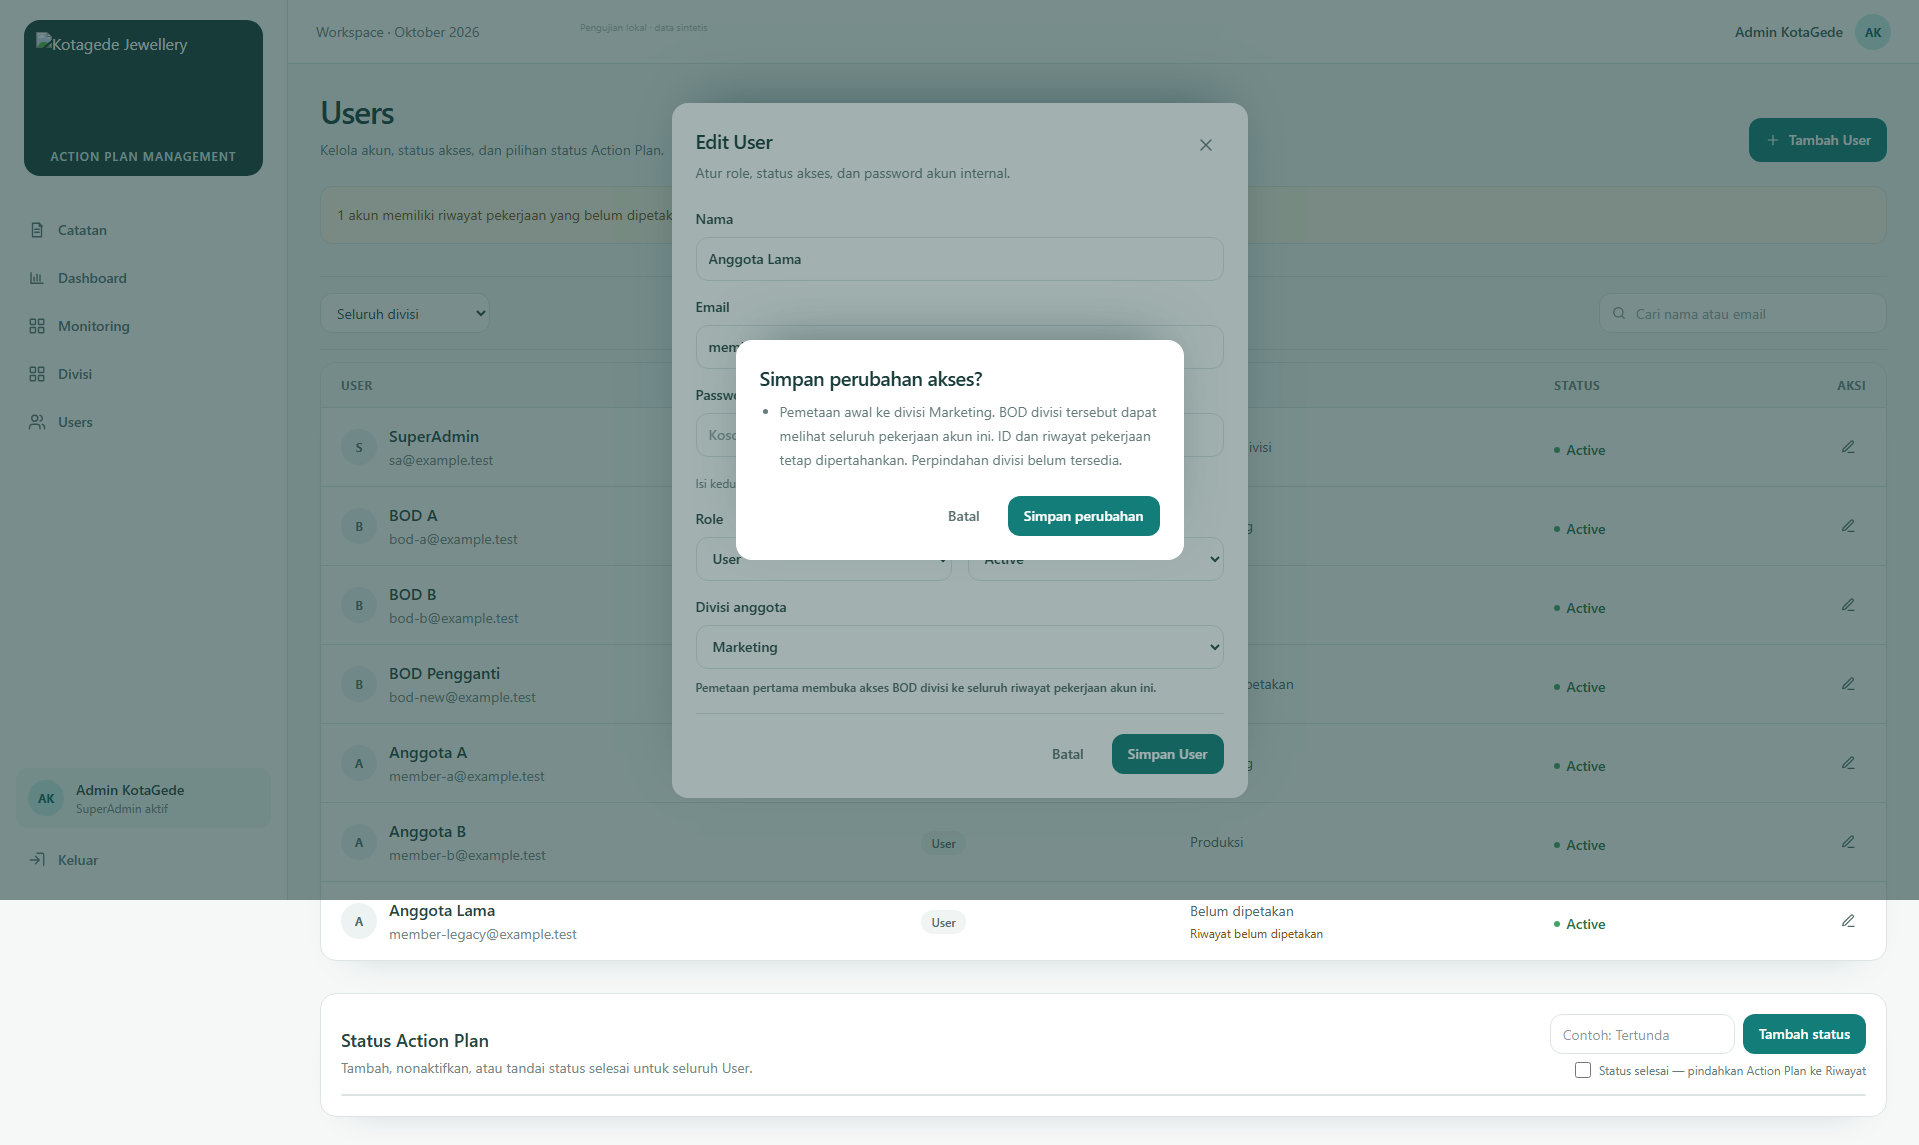 Kotagede Jewellery
ACTION PLAN MANAGEMENT
Catatan
Dashboard
Monitoring
Divisi
Users
AK
Admin KotaGede
SuperAdmin aktif
Keluar
Workspace · Oktober 2026
Pengujian lokal · data sintetis
Admin KotaGede
AK
Users
Kelola akun, status akses, dan pilihan status Action Plan.
Tambah User
1 akun memiliki riwayat pekerjaan yang belum
Seluruh divisi
Cari nama atau email
USER
STATUS
AKSI
S
SuperAdmin
sa@example.test
Active
B
BOD A
bod-a@example.test
Active
B
BOD B
bod-b@example.test
Active
B
BOD Pengganti
bod-new@example.test
Active
A
Anggota A
member-a@example.test
Active
A
Anggota B
member-b@example.test
User
Produksi
Active
A
Anggota Lama
member-legacy@example.test
User
Belum dipetakan
Riwayat belum dipetakan
Active
Edit User
Atur role, status akses, dan password akun internal.
Nama
Anggota Lama
Email
Role
User
Active
Divisi anggota
Marketing
Pemetaan pertama membuka akses BOD divisi ke seluruh riwayat pekerjaan akun ini.
Batal
Simpan User
Simpan perubahan akses?
Pemetaan awal ke divisi Marketing. BOD divisi tersebut dapat
melihat seluruh pekerjaan akun ini. ID dan riwayat pekerjaan
tetap dipertahankan. Perpindahan divisi belum tersedia.
Batal
Simpan perubahan
Status Action Plan
Tambah, nonaktifkan, atau tandai status selesai untuk seluruh User.
Contoh: Tertunda
Tambah status
Status selesai — pindahkan Action Plan ke Riwayat